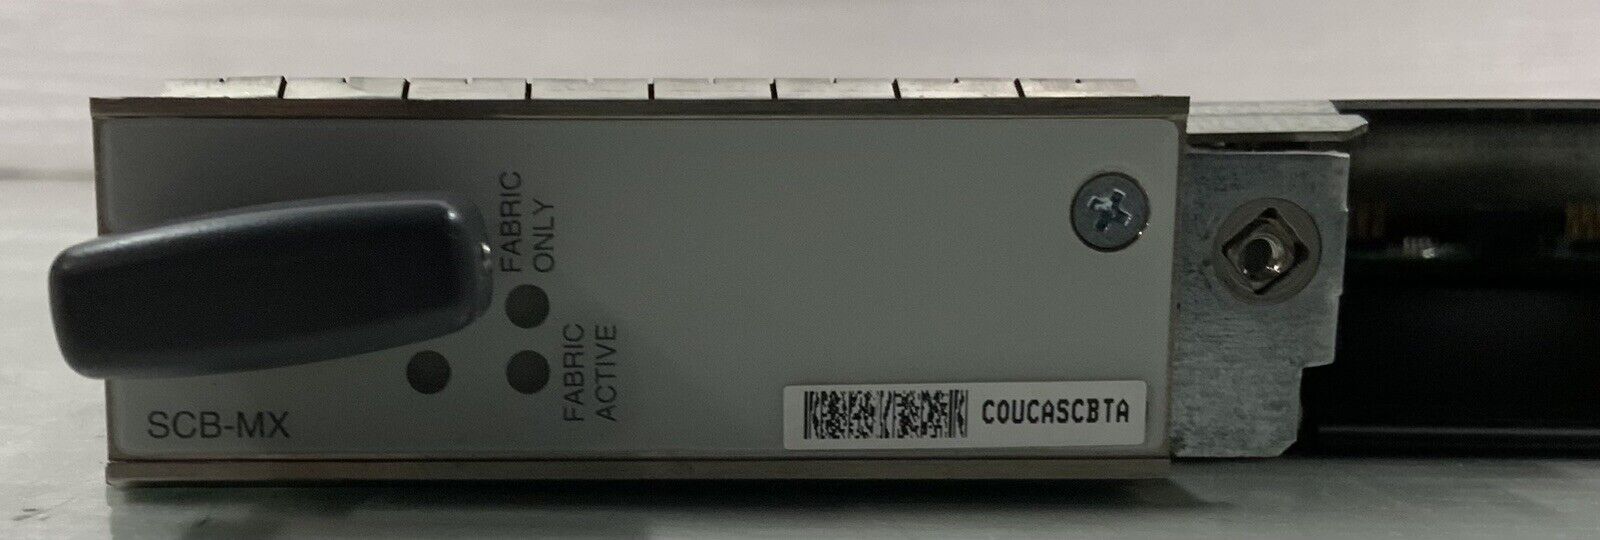 FABRIC
ONLY
FABRIC
ACTIVE
SCB-MX
COUCASCBTA